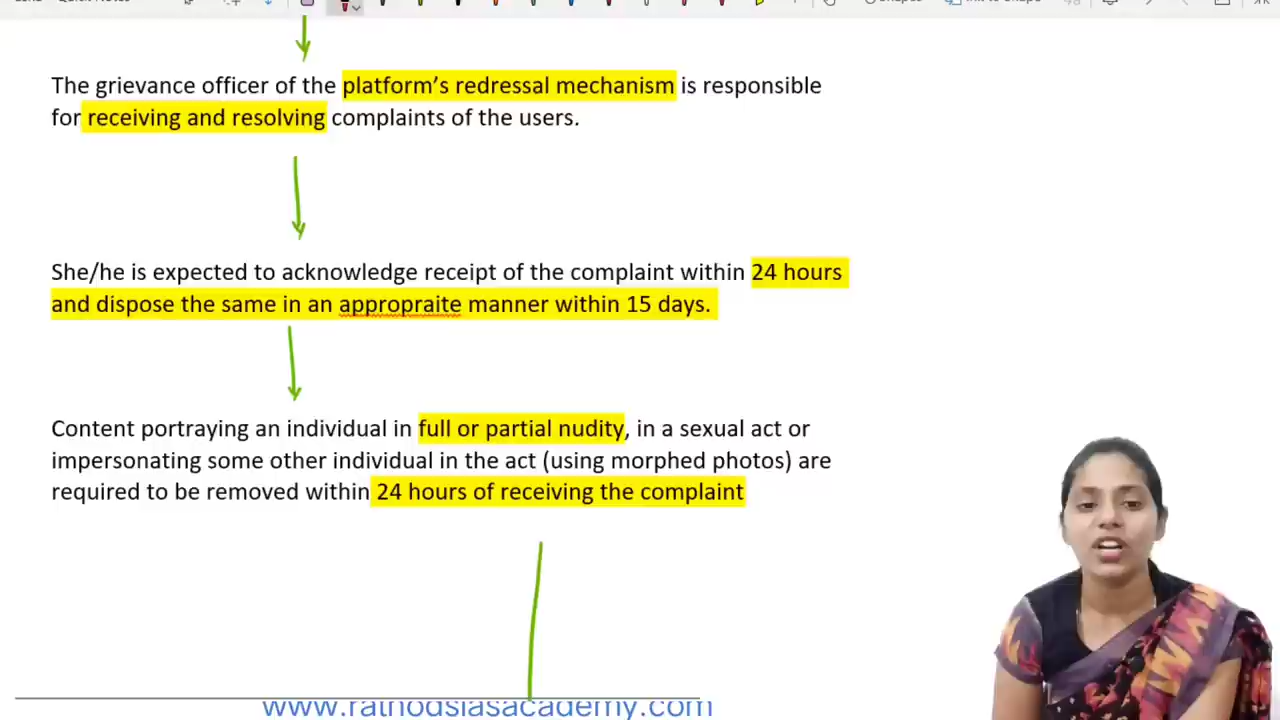 The grievance officer of the platform's redressal mechanism is responsible
for receiving and resolving complaints of the users.
She/he is expected to acknowledge receipt of the complaint within 24 hours
and dispose the same in an appropraite manner within 15 days.
Content portraying an individual in full or partial nudity, in a sexual act or
impersonating some other individual in the act (using morphed photos) are
required to be removed within 24 hours of receiving the complaint
www.rathodsiasacademy.com